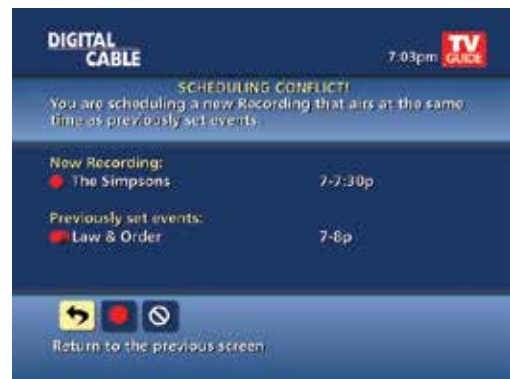 DIGITAL
CABLE
7:03pm TV
GUIDE
SCHEDULING CONFLICT!
You are scheduling a new Recording that airs at the same
time as previously set events
New Recording:
The Simpsons 7-7:30p
Previously set events:
Law & Order 7-8p
Return to the previous screen